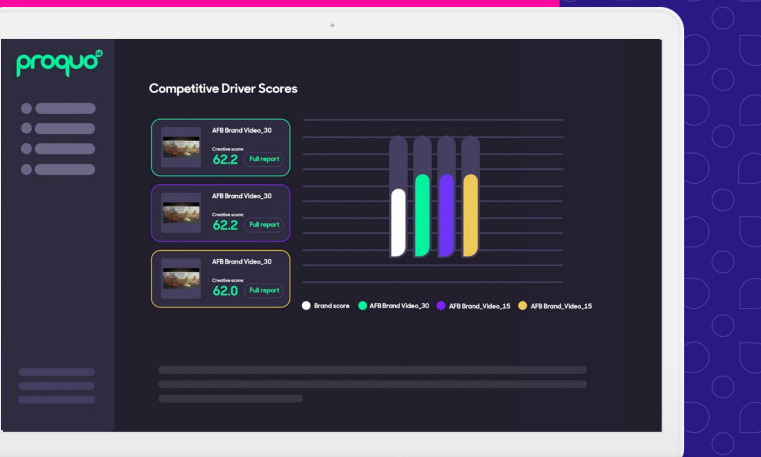 proquo
ai
Competitive Driver Scores
AFB Brand Video_30
Creative score
62.2 Full report
AFB Brand Video_30
Creative score
62.2 Full report
AFB Brand Video_30
Creative score
62.0 Full report
Brand score AFB Brand Video_30 AFB Brand_Video_15 AFB Brand_Video_15